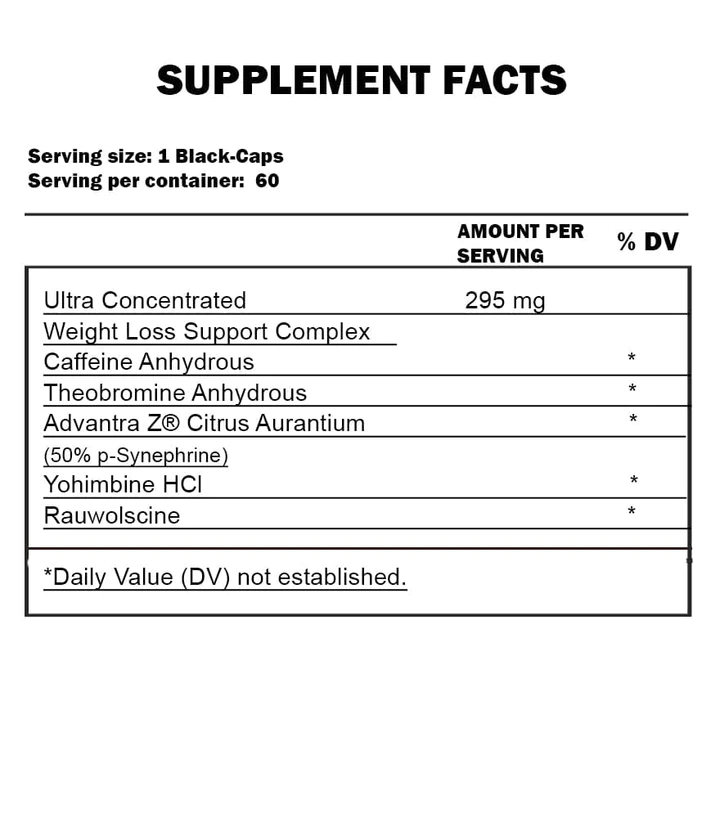 SUPPLEMENT FACTS
Serving size: 1 Black-Caps
Serving per container: 60
AMOUNT PER
SERVING
% DV
Ultra Concentrated 295 mg
Weight Loss Support Complex
Caffeine Anhydrous *
Theobromine Anhydrous *
Advantra Z® Citrus Aurantium *
(50% p-Synephrine)
Yohimbine HCl *
Rauwolscine *
*Daily Value (DV) not established.